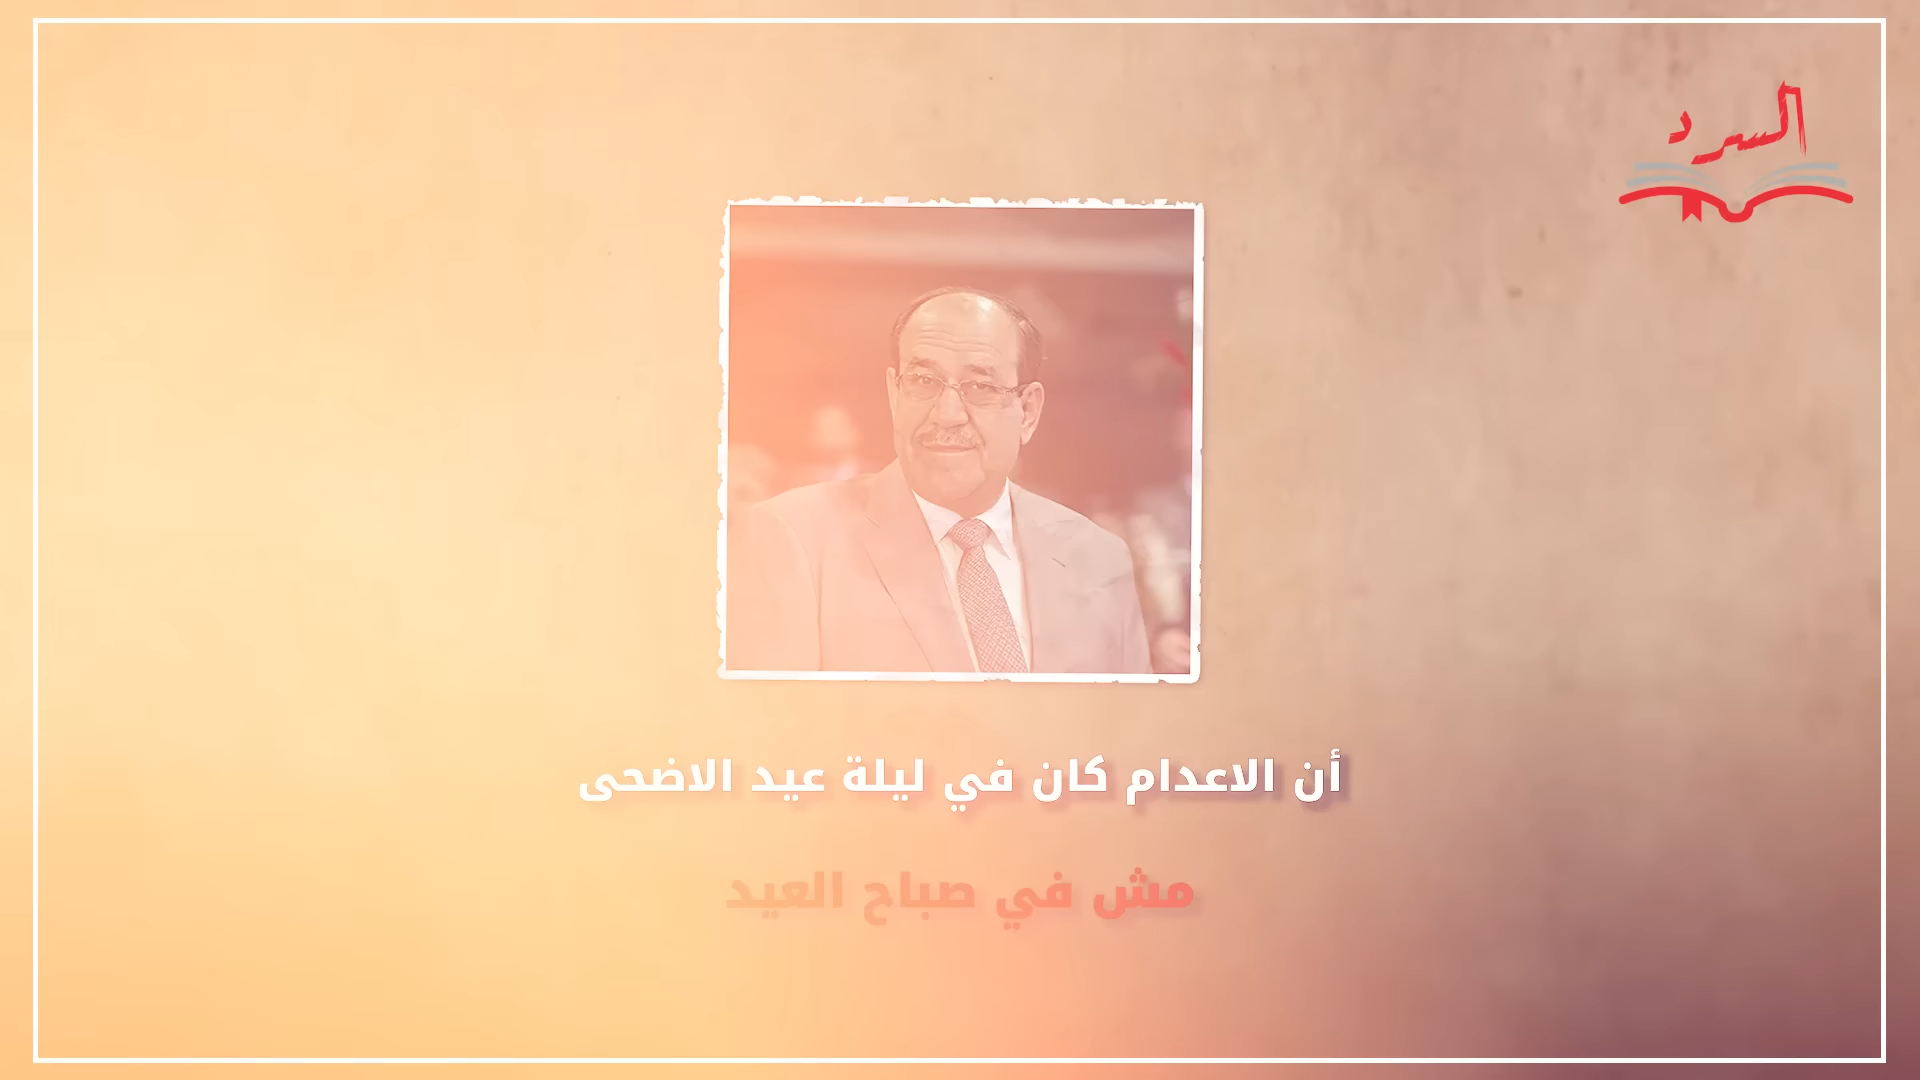 السرد
أن الاعدام كان في ليلة عيد الاضحى
مش في صباح العيد